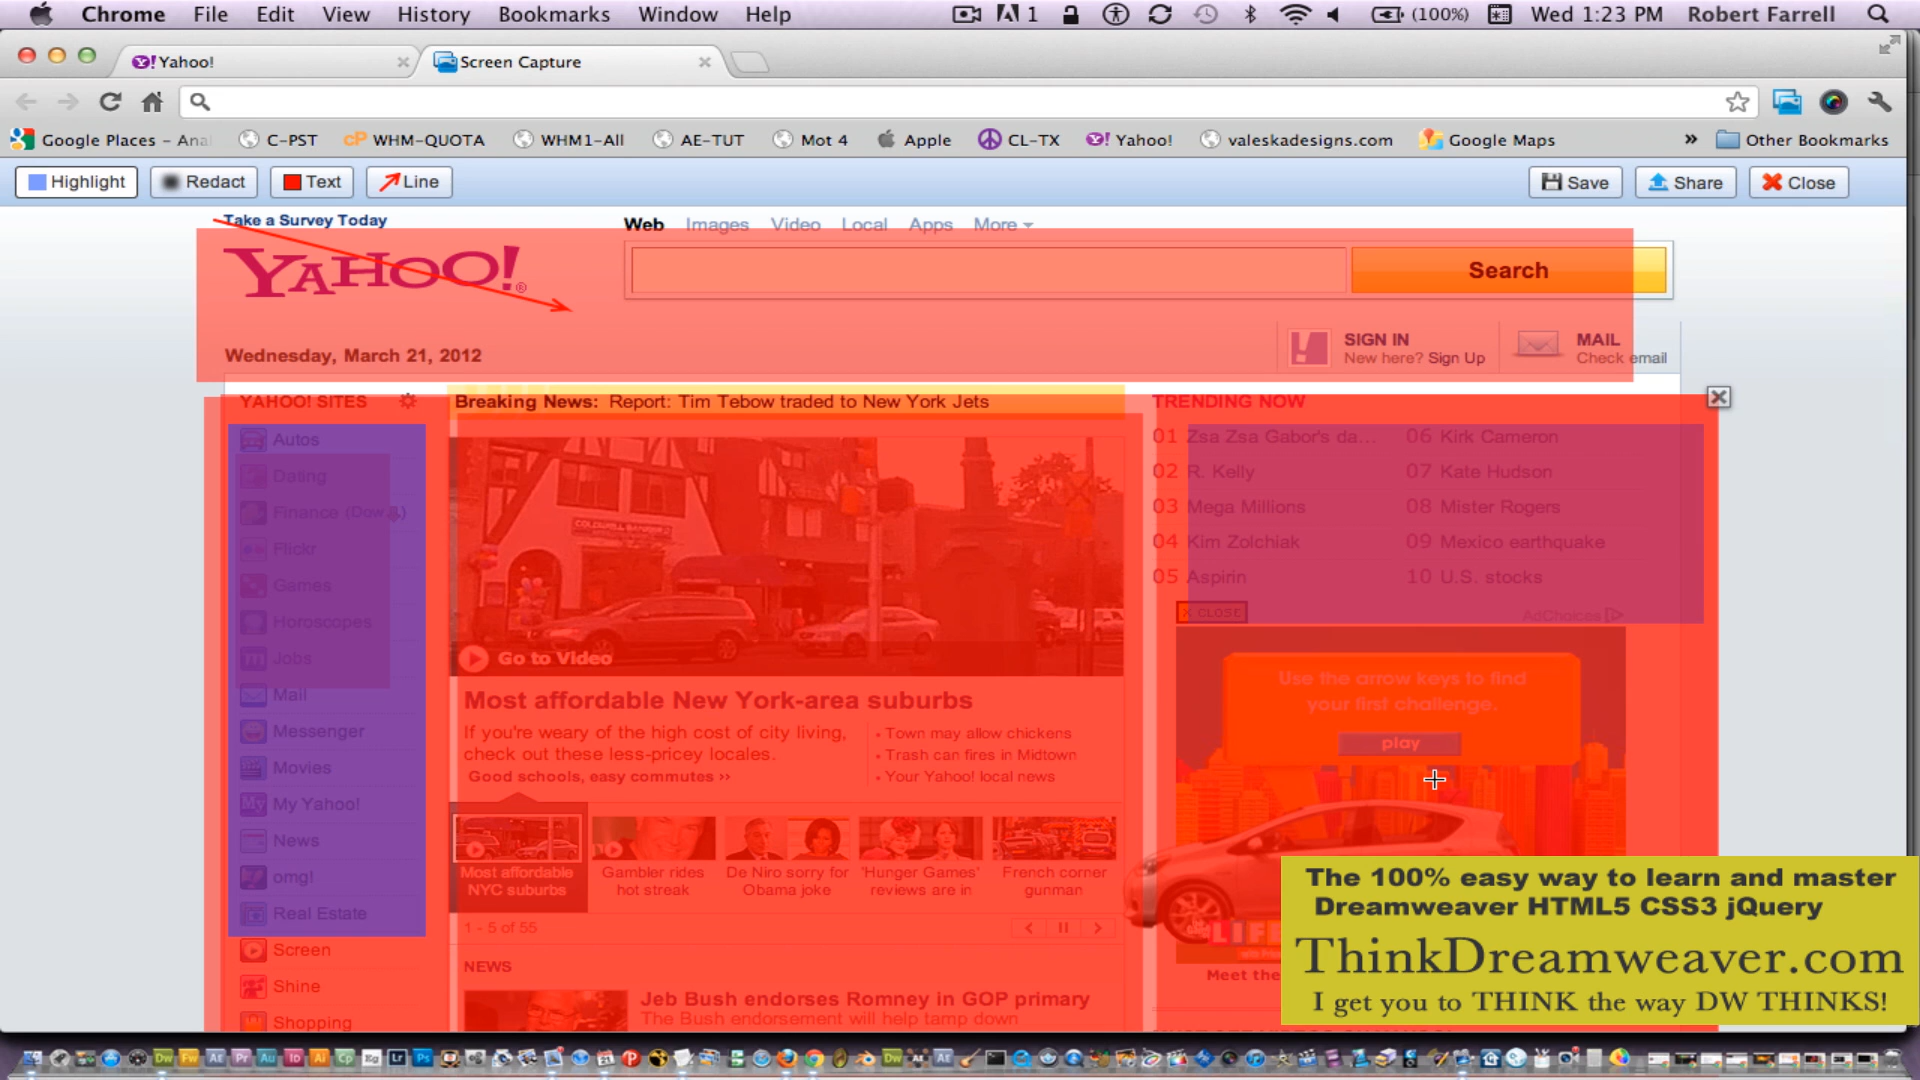 Chrome File Edit View History Bookmarks Window Help 1 (100%) Wed 1:23 PM Robert Farrell
Yahoo! Screen Capture
Google Places - Ana C-PST WHM-QUOTA WHM1-All AE-TUT Mot 4 Apple CL-TX Yahoo! valeskadesigns.com Google Maps » Other Bookmarks
Highlight Redact Text Line Save Share Close
Take a Survey Today
Web Images Video Local Apps More
YAHOO!®
Search
Wednesday, March 21, 2012
SIGN IN
New here? Sign Up
MAIL
Check email
YAHOO! SITES
Autos
Dating
Finance (Dow)
Flickr
Games
Horoscopes
Jobs
Mail
Messenger
Movies
My Yahoo!
News
omg!
Real Estate
Screen
Shine
Shopping
Breaking News: Report: Tim Tebow traded to New York Jets
COLDWELL BANKER
Go to Video
Most affordable New York-area suburbs
If you're weary of the high cost of city living,
check out these less-pricey locales.
Good schools, easy commutes ››
• Town may allow chickens
• Trash can fires in Midtown
• Your Yahoo! local news
Most affordable
NYC suburbs
Gambler rides
hot streak
De Niro sorry for
Obama joke
'Hunger Games'
reviews are in
French corner
gunman
1 - 5 of 55
NEWS
Jeb Bush endorses Romney in GOP primary
The Bush endorsement will help tamp down
TRENDING NOW
01 Zsa Zsa Gabor's da...
02 R. Kelly
03 Mega Millions
04 Kim Zolchiak
05 Aspirin
06 Kirk Cameron
07 Kate Hudson
08 Mister Rogers
09 Mexico earthquake
10 U.S. stocks
X CLOSE
AdChoices
Use the arrow keys to find
your first challenge.
play
LIFE
Meet the
The 100% easy way to learn and master
Dreamweaver HTML5 CSS3 jQuery
ThinkDreamweaver.com
I get you to THINK the way DW THINKS!